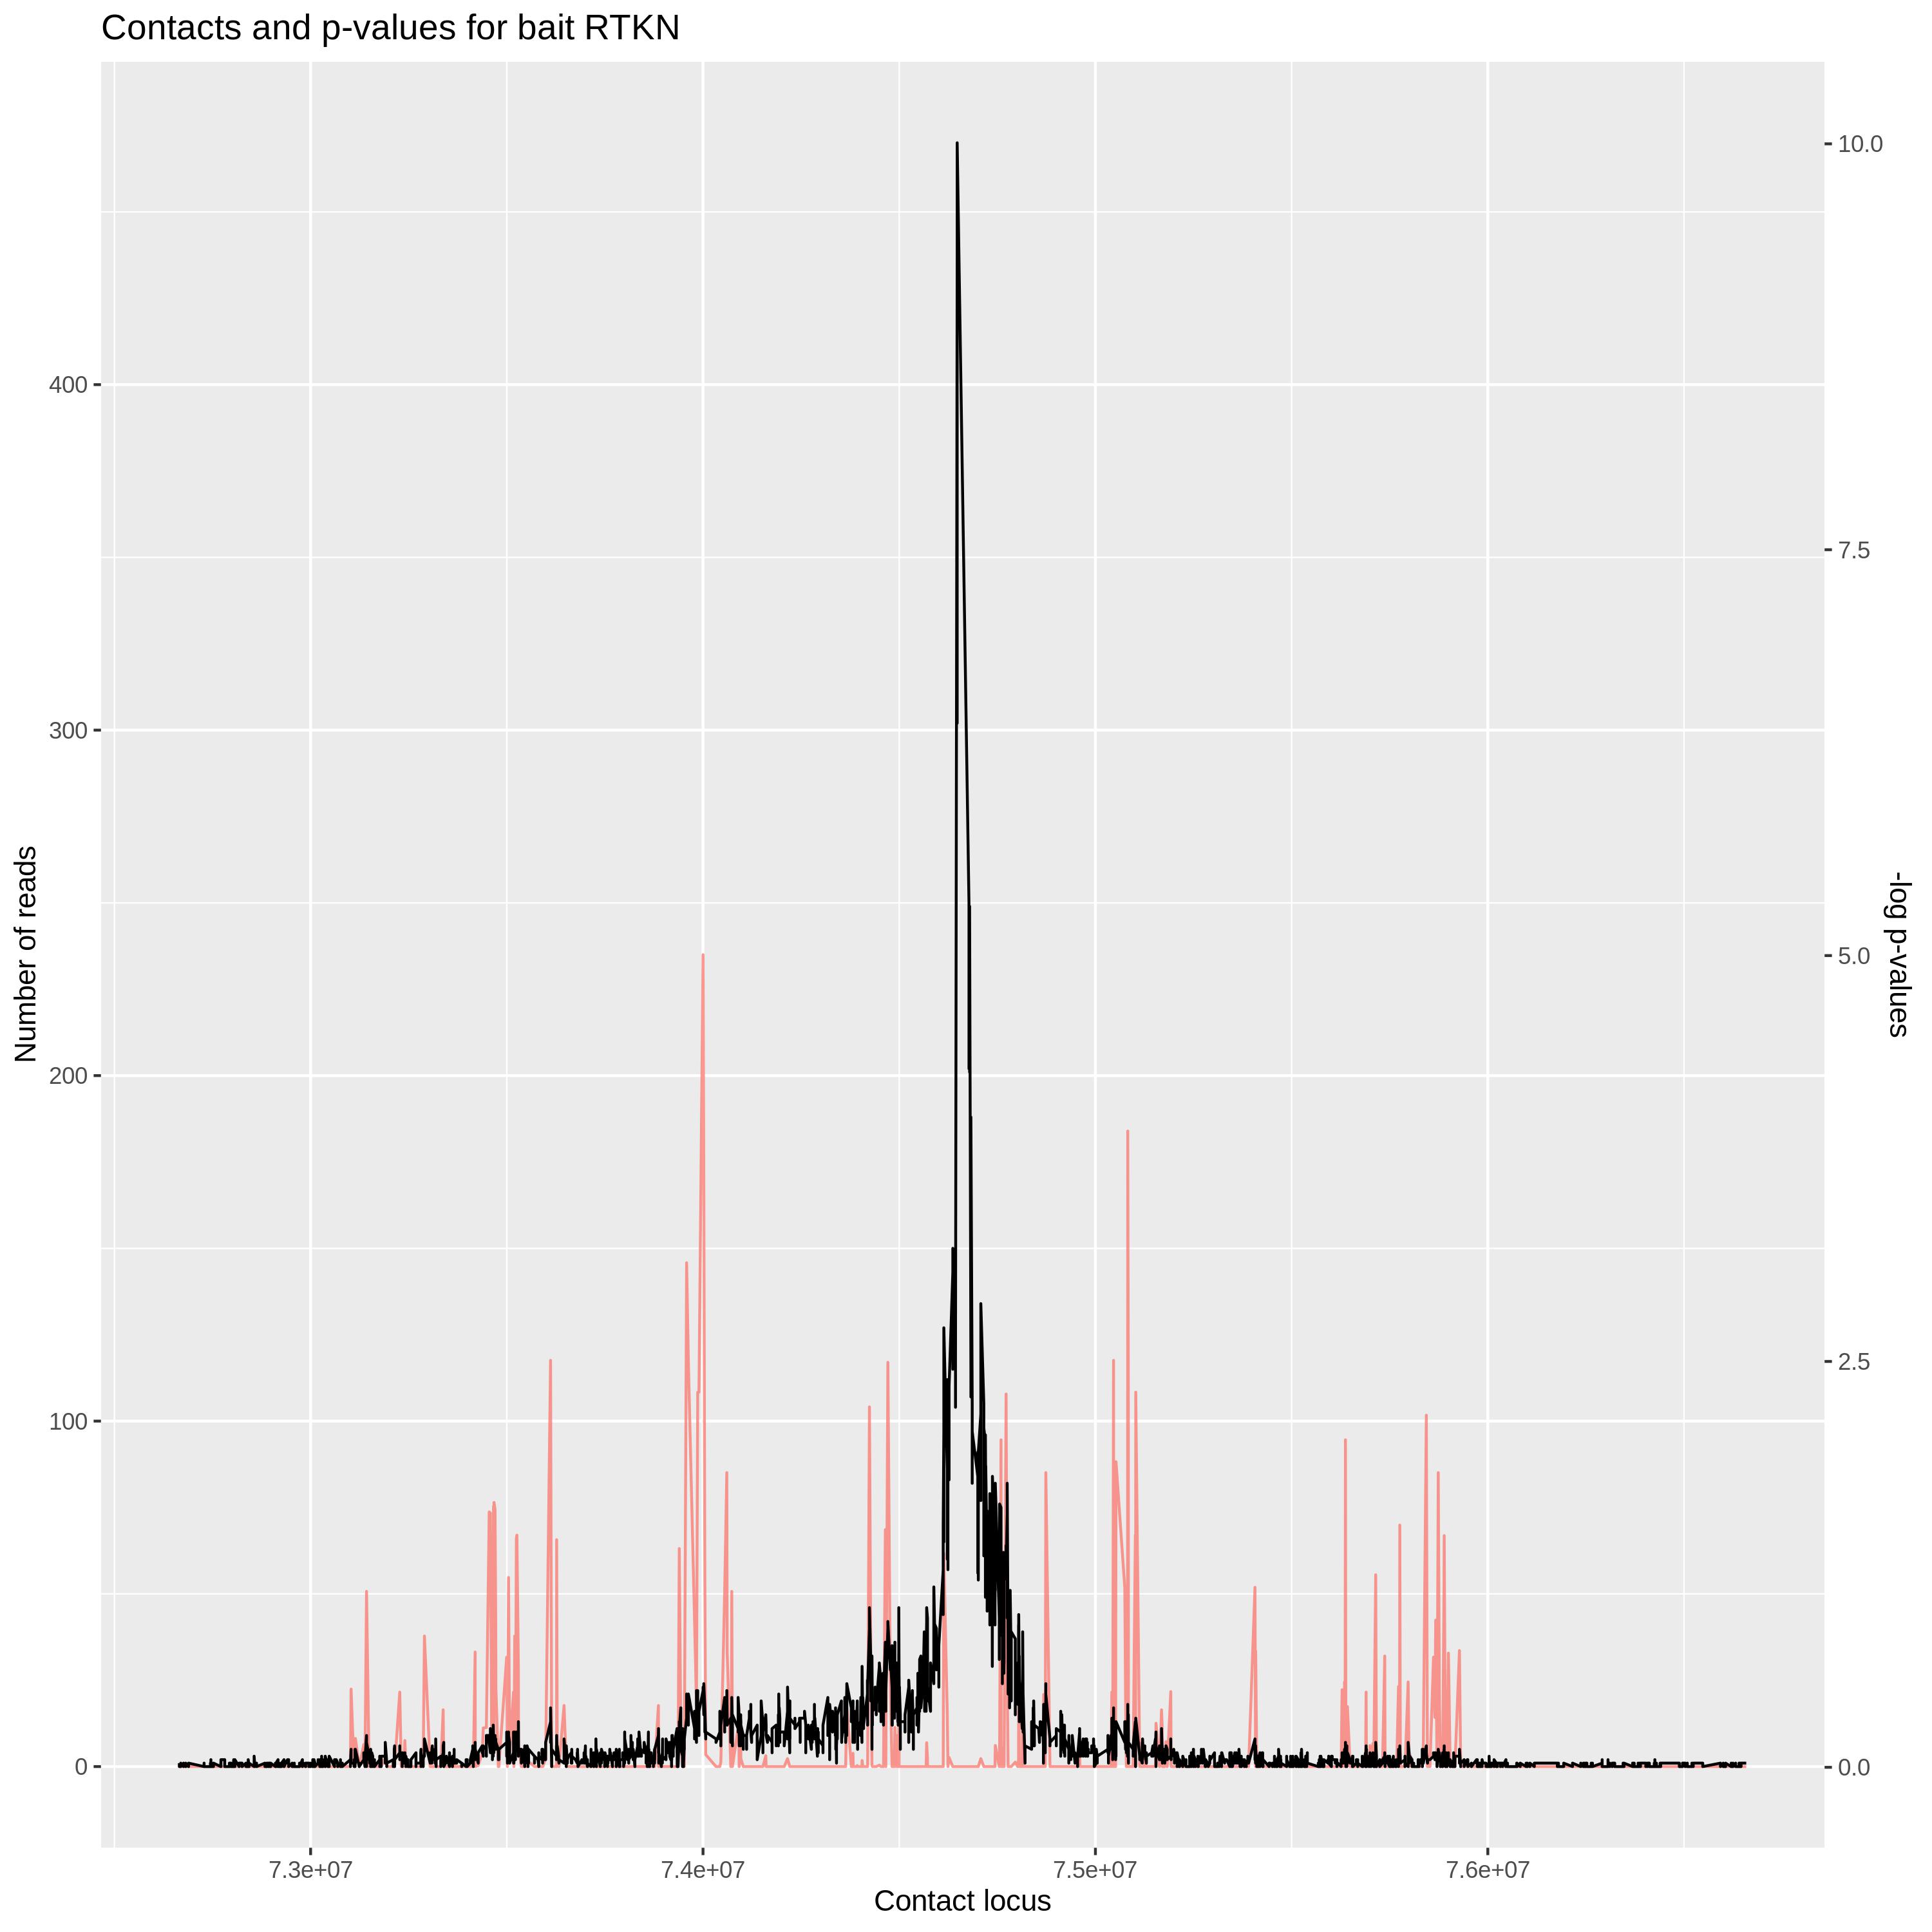 Contacts and p-values for bait RTKN
Number of reads
400
300
200
100
0
10.0
7.5
5.0
2.5
0.0
-log p-values
7.3e+07
7.4e+07
7.5e+07
7.6e+07
Contact locus